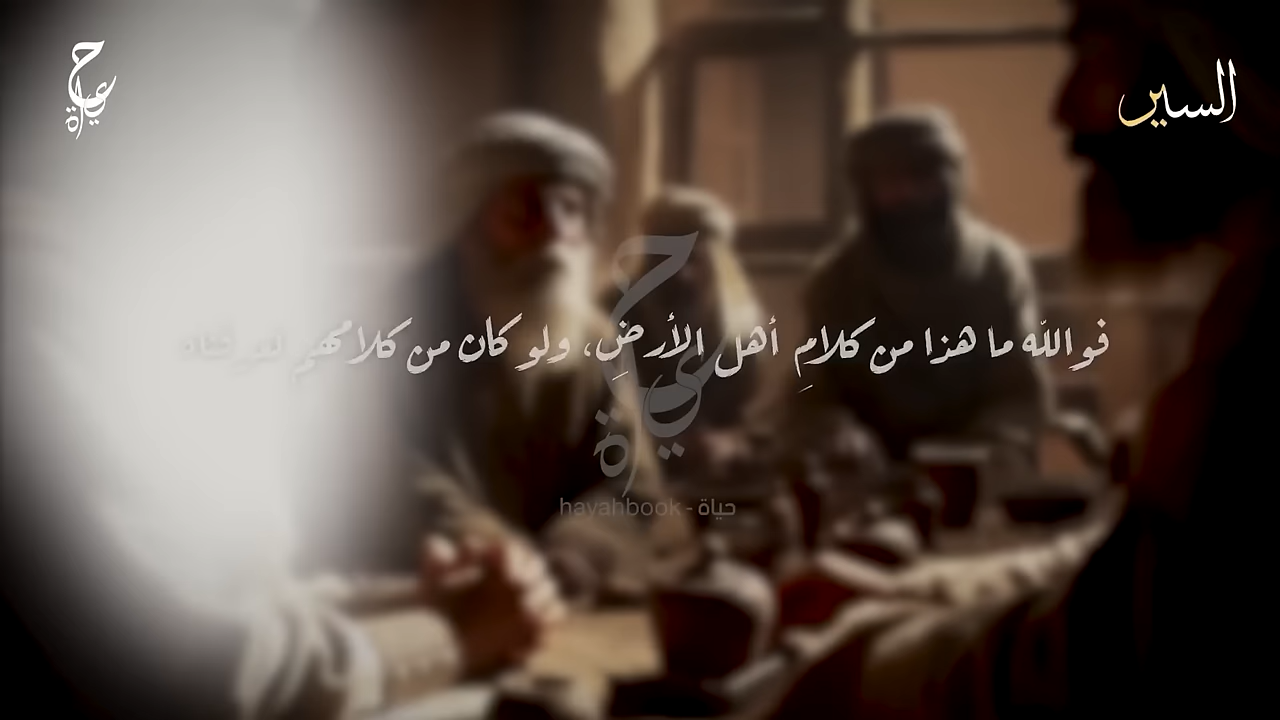 السير
فوالله ما هذا من كلامِ أهل الأرضِ، ولو كان من كلامهم
حياة - hayahbook